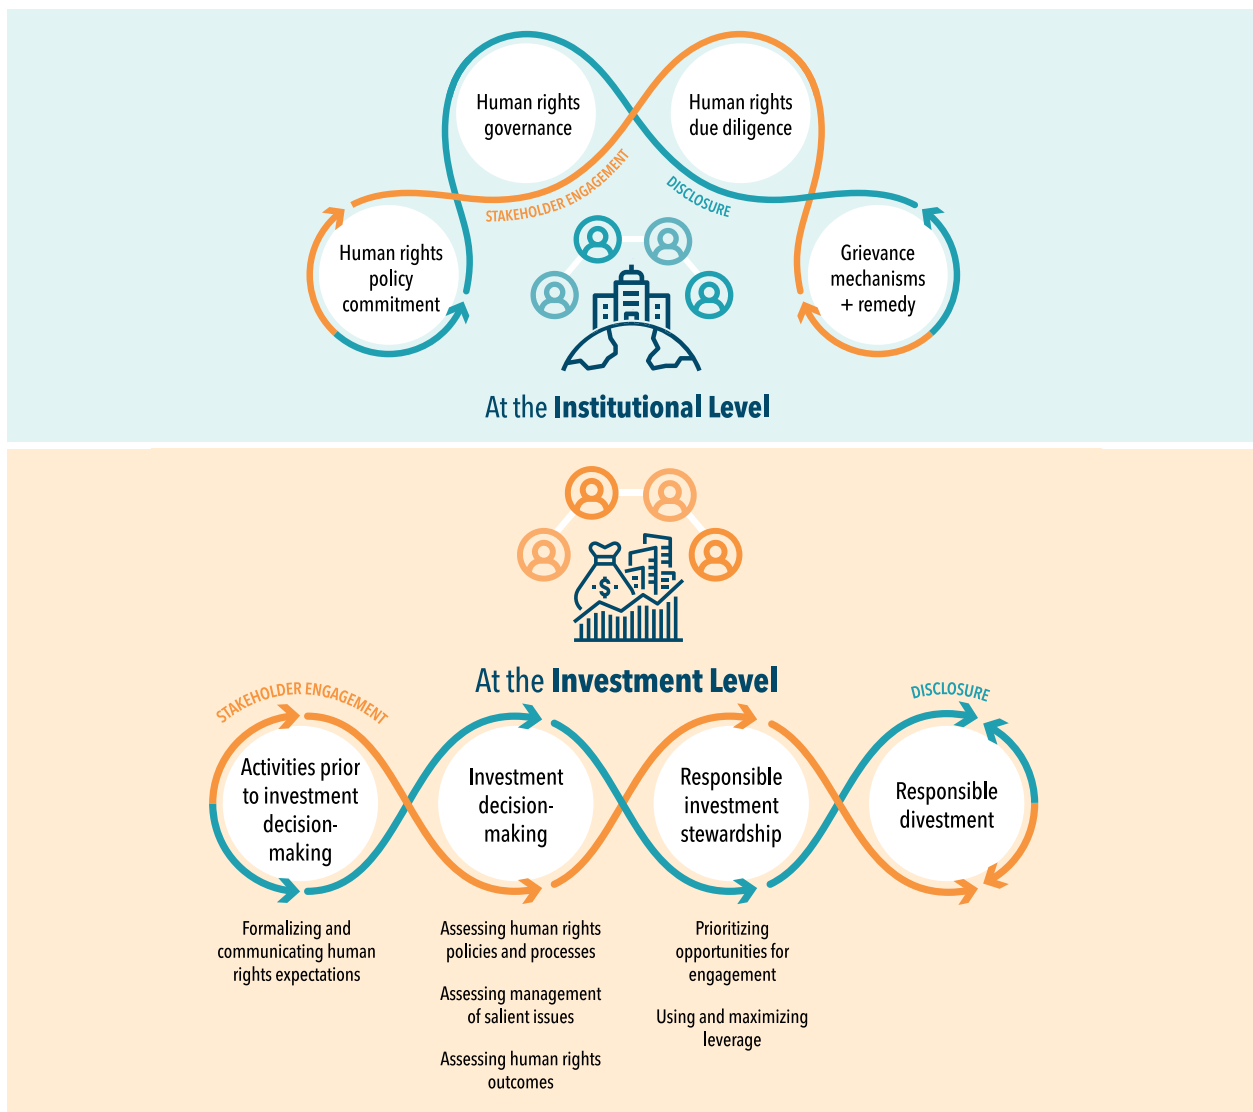 Human rights
governance
Human rights
due diligence
STAKEHOLDER ENGAGEMENT
DISCLOSURE
Human rights
policy
commitment
Grievance
mechanisms
+ remedy
At the Institutional Level
$
At the Investment Level
STAKEHOLDER ENGAGEMENT
DISCLOSURE
Activities prior
to investment
decision-
making
Investment
decision-
making
Responsible
investment
stewardship
Responsible
divestment
Formalizing and
communicating human
rights expectations
Assessing human rights
policies and processes
Assessing management
of salient issues
Assessing human rights
outcomes
Prioritizing
opportunities for
engagement
Using and maximizing
leverage